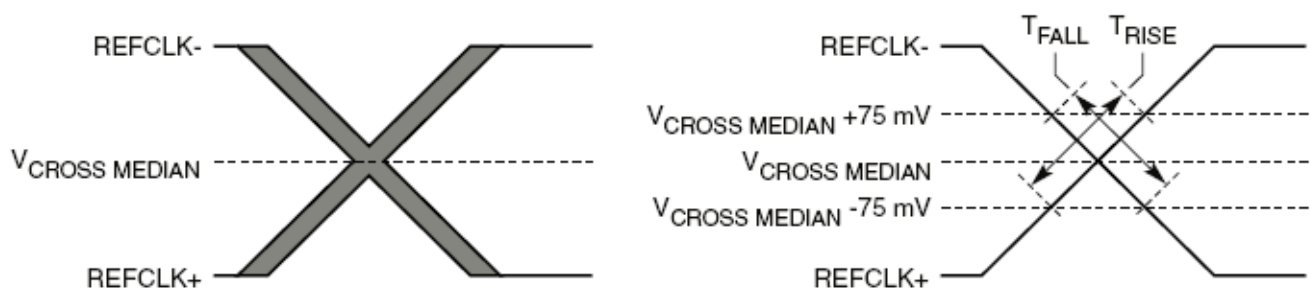 REFCLK-
VCROSS MEDIAN
REFCLK+
TFALL TRISE
REFCLK-
VCROSS MEDIAN +75 mV
VCROSS MEDIAN
VCROSS MEDIAN -75 mV
REFCLK+